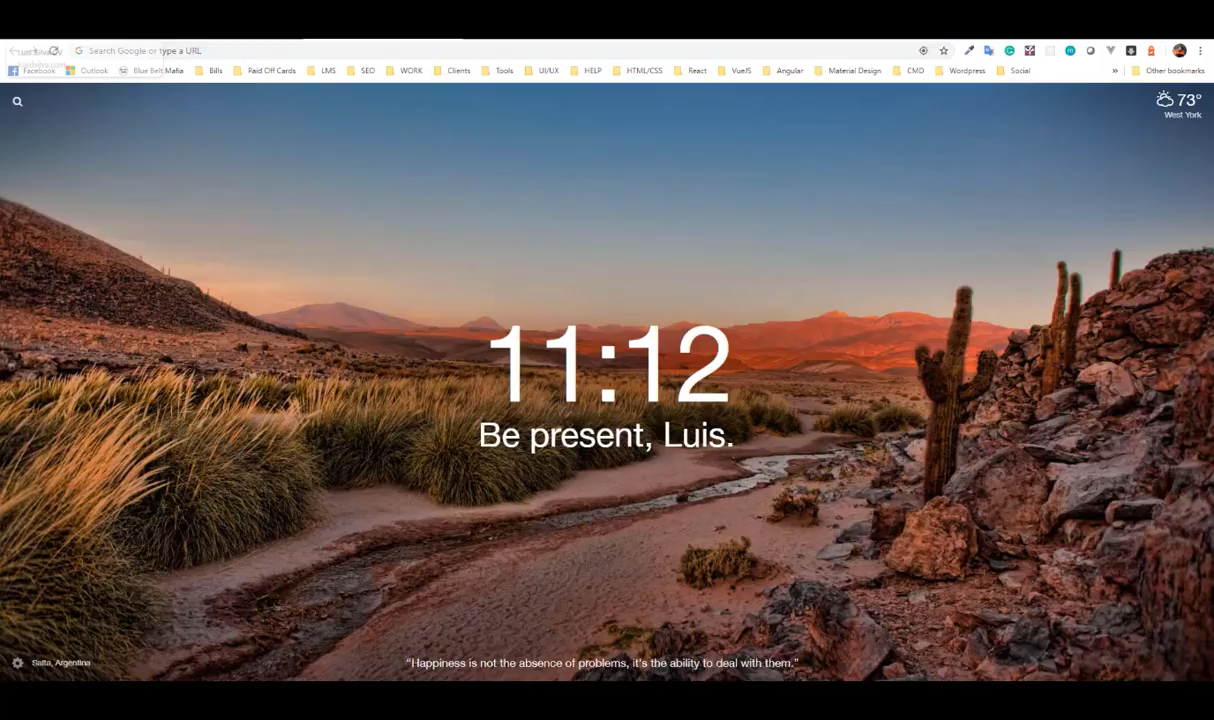 Search Google or type a URL
Facebook Outlook Blue Belt Mafia Bills Paid Off Cards LMS SEO WORK Clients Tools UI/UX HELP HTML/CSS React VueJS Angular Material Design CMD Wordpress Social » Other bookmarks
73°
West York
11:12
Be present, Luis.
Salta, Argentina
“Happiness is not the absence of problems, it's the ability to deal with them.”